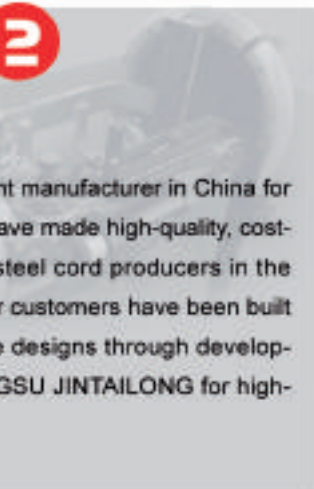 2
nt manufacturer in China for
ave made high-quality, cost-
steel cord producers in the
r customers have been built
e designs through develop-
GSU JINTAILONG for high-